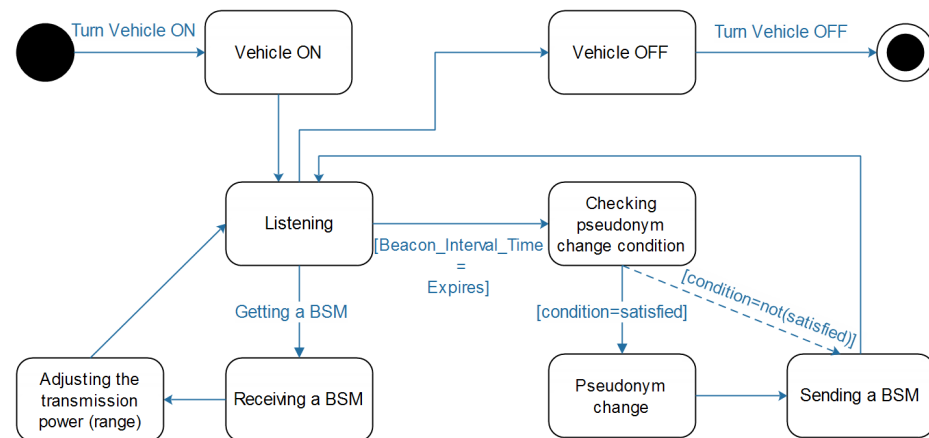 Turn Vehicle ON
Vehicle ON
Vehicle OFF
Turn Vehicle OFF
Listening
[Beacon_Interval_Time
=
Expires]
Checking
pseudonym
change condition
Getting a BSM
[condition=satisfied]
[condition=not(satisfied)]
Adjusting the
transmission
power (range)
Receiving a BSM
Pseudonym
change
Sending a BSM